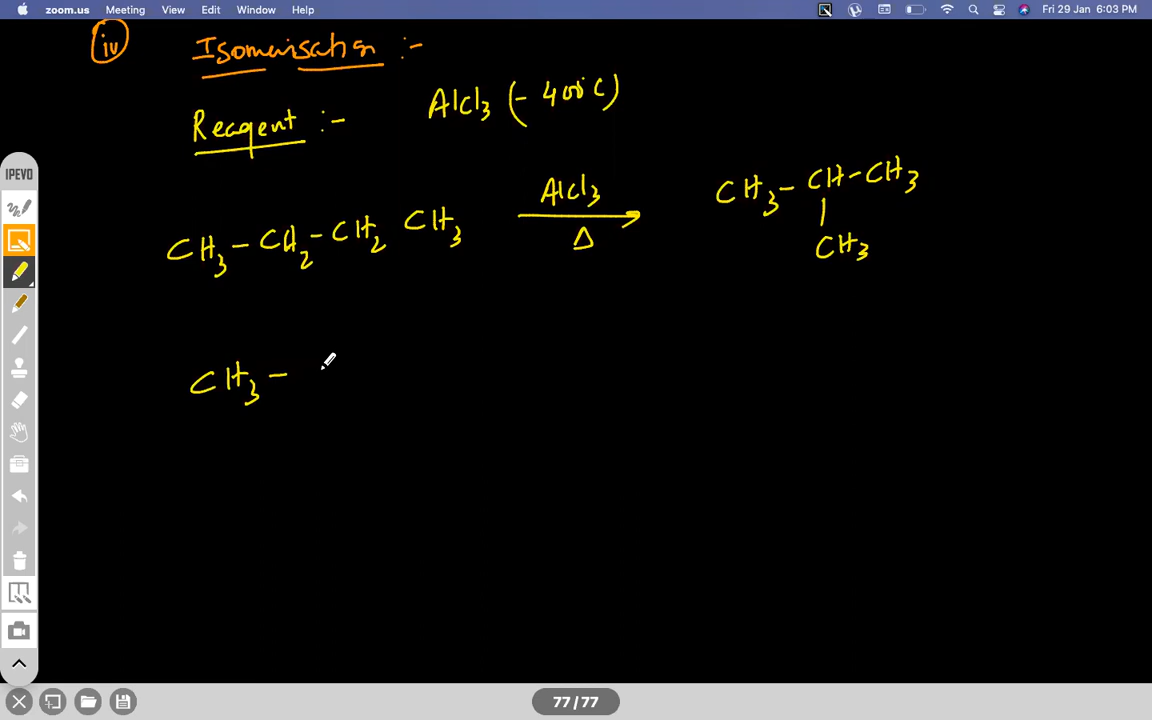 zoom.us Meeting View Edit Window Help Fri 29 Jan 6:03 PM
iv Isomerisation :-
Reagent :- AlCl3 (- 400°C)
IPEVO
CH3 - CH2 - CH2 CH3 AlCl3 Δ CH3 - CH - CH3
CH3
CH3 -
77/77